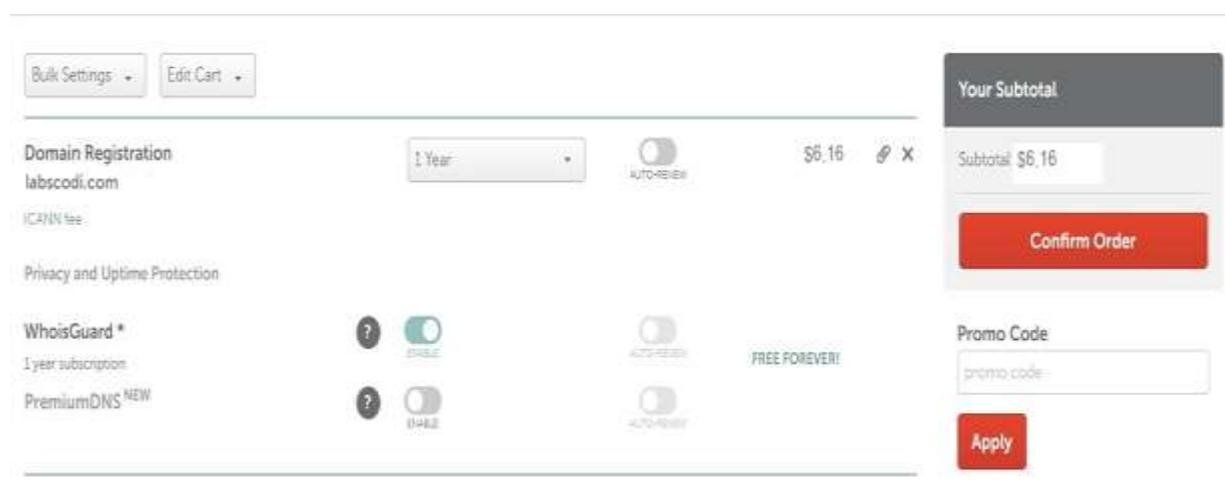 Bulk Settings
Edit Cart
Domain Registration
1 Year
AUTO-RENEW
$6,16
labscodi.com
ICANN fee
Privacy and Uptime Protection
WhoisGuard *
?
ENABLE
AUTO-RENEW
1 year subscription
FREE FOREVER!
PremiumDNS NEW
?
ENABLE
AUTO-RENEW
Your Subtotal
Subtotal $6,16
Confirm Order
Promo Code
promo code
Apply